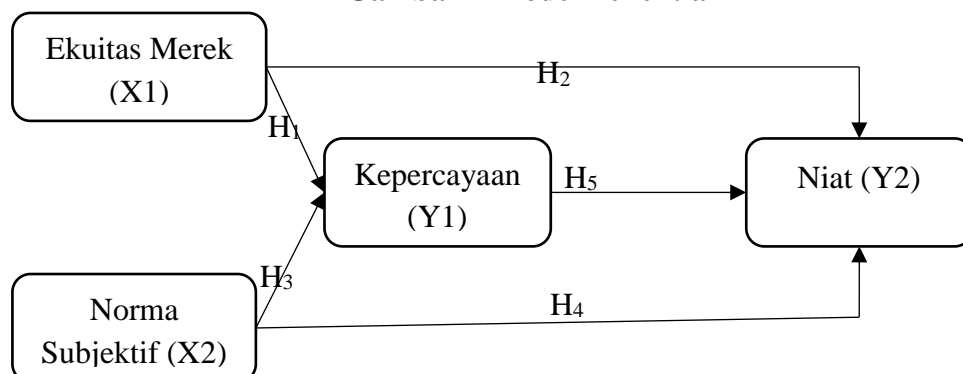 Ekuitas Merek
(X1)
H₂
H₁
Kepercayaan
(Y1)
H₅
Niat (Y2)
H₃
Norma
Subjektif (X2)
H₄